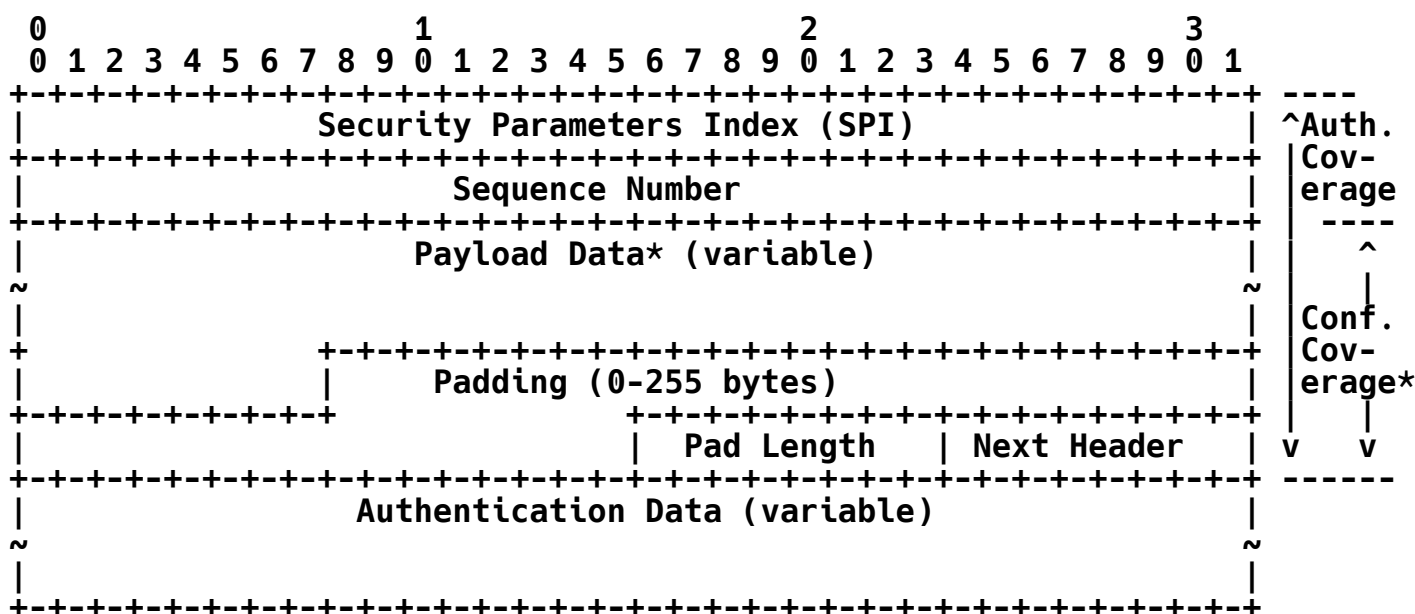 0                   1                   2                   3
 0 1 2 3 4 5 6 7 8 9 0 1 2 3 4 5 6 7 8 9 0 1 2 3 4 5 6 7 8 9 0 1
+-+-+-+-+-+-+-+-+-+-+-+-+-+-+-+-+-+-+-+-+-+-+-+-+-+-+-+-+-+-+-+-+ ----
|               Security Parameters Index (SPI)                 | ^Auth.
+-+-+-+-+-+-+-+-+-+-+-+-+-+-+-+-+-+-+-+-+-+-+-+-+-+-+-+-+-+-+-+-+ |Cov-
|                      Sequence Number                          | |erage
+-+-+-+-+-+-+-+-+-+-+-+-+-+-+-+-+-+-+-+-+-+-+-+-+-+-+-+-+-+-+-+-+ | ----
|                    Payload Data* (variable)                   | |   ^
~                                                               ~ |   |
|                                                               | |Conf.
+               +-+-+-+-+-+-+-+-+-+-+-+-+-+-+-+-+-+-+-+-+-+-+-+-+ |Cov-
|               |     Padding (0-255 bytes)                     | |erage*
+-+-+-+-+-+-+-+-+               +-+-+-+-+-+-+-+-+-+-+-+-+-+-+-+-+ |   |
|                               |  Pad Length   | Next Header   | v   v
+-+-+-+-+-+-+-+-+-+-+-+-+-+-+-+-+-+-+-+-+-+-+-+-+-+-+-+-+-+-+-+-+ ------
|                 Authentication Data (variable)                |
~                                                               ~
|                                                               |
+-+-+-+-+-+-+-+-+-+-+-+-+-+-+-+-+-+-+-+-+-+-+-+-+-+-+-+-+-+-+-+-+